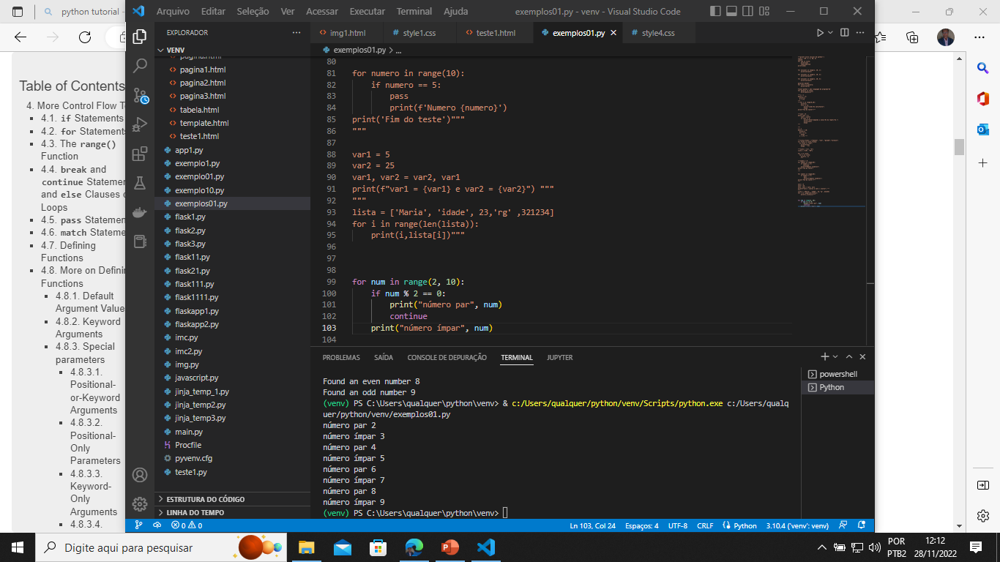 python tutorial -
Arquivo Editar Seleção Ver Acessar Executar Terminal Ajuda
exemplos01.py - venv - Visual Studio Code
Table of Contents
4. More Control Flow T
4.1. if Statements
4.2. for Statements
4.3. The range()
Function
4.4. break and
continue Statemen
and else Clauses o
Loops
4.5. pass Statemen
4.6. match Stateme
4.7. Defining
Functions
4.8. More on Defini
Functions
4.8.1. Default
Argument Value
4.8.2. Keyword
Arguments
4.8.3. Special
parameters
4.8.3.1.
Positional-
or-Keyword
Arguments
4.8.3.2.
Positional-
Only
Parameters
4.8.3.3.
Keyword-
Only
Arguments
4.8.3.4.
EXPLORADOR
VENV
pagina.html
pagina1.html
pagina2.html
pagina3.html
tabela.html
template.html
teste1.html
app1.py
exemplo1.py
exemplo01.py
exemplo10.py
exemplos01.py
flask1.py
flask2.py
flask3.py
flask11.py
flask21.py
flask111.py
flask1111.py
flaskapp1.py
flaskapp2.py
imc.py
imc2.py
img.py
javascript.py
jinja_temp_1.py
jinja_temp2.py
jinja_temp3.py
main.py
Procfile
pyvenv.cfg
teste1.py
ESTRUTURA DO CÓDIGO
LINHA DO TEMPO
img1.html style1.css teste1.html exemplos01.py style4.css
exemplos01.py > ...
80
81 for numero in range(10):
82 if numero == 5:
83 pass
84 print(f'Numero {numero}')
85 print('Fim do teste')"""
86 """
87
88 var1 = 5
89 var2 = 25
90 var1, var2 = var2, var1
91 print(f"var1 = {var1} e var2 = {var2}") """
92 """
93 lista = ['Maria', 'idade', 23,'rg' ,321234]
94 for i in range(len(lista)):
95 print(i,lista[i])"""
96
97
98
99 for num in range(2, 10):
100 if num % 2 == 0:
101 print("número par", num)
102 continue
103 print("número ímpar", num)
104
PROBLEMAS SAÍDA CONSOLE DE DEPURAÇÃO TERMINAL JUPYTER
powershell
Python
Found an even number 8
Found an odd number 9
(venv) PS C:\Users\qualquer\python\venv> & c:/Users/qualquer/python/venv/Scripts/python.exe c:/Users/qualq
uer/python/venv/exemplos01.py
número par 2
número ímpar 3
número par 4
número ímpar 5
número par 6
número ímpar 7
número par 8
número ímpar 9
(venv) PS C:\Users\qualquer\python\venv>
0 0 Ln 103, Col 24 Espaços: 4 UTF-8 CRLF Python 3.10.4 ('venv': venv)
Digite aqui para pesquisar
POR
PTB2
12:12
28/11/2022